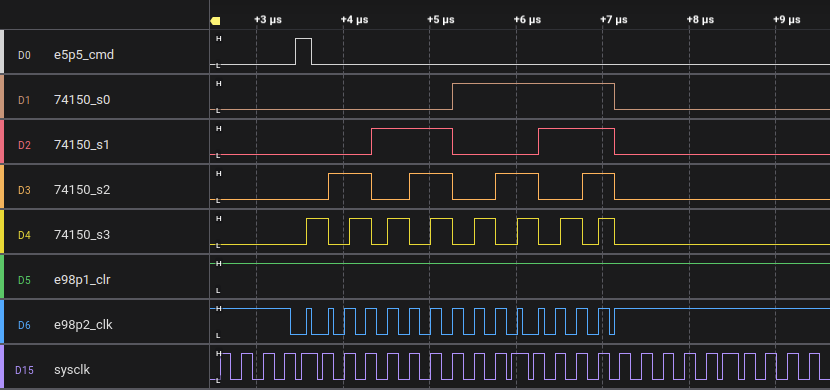 +3 µs +4 µs +5 µs +6 µs +7 µs +8 µs +9 µs
D0 e5p5_cmd H L
D1 74150_s0 H L
D2 74150_s1 H L
D3 74150_s2 H L
D4 74150_s3 H L
D5 e98p1_clr H L
D6 e98p2_clk H L
D15 sysclk H L